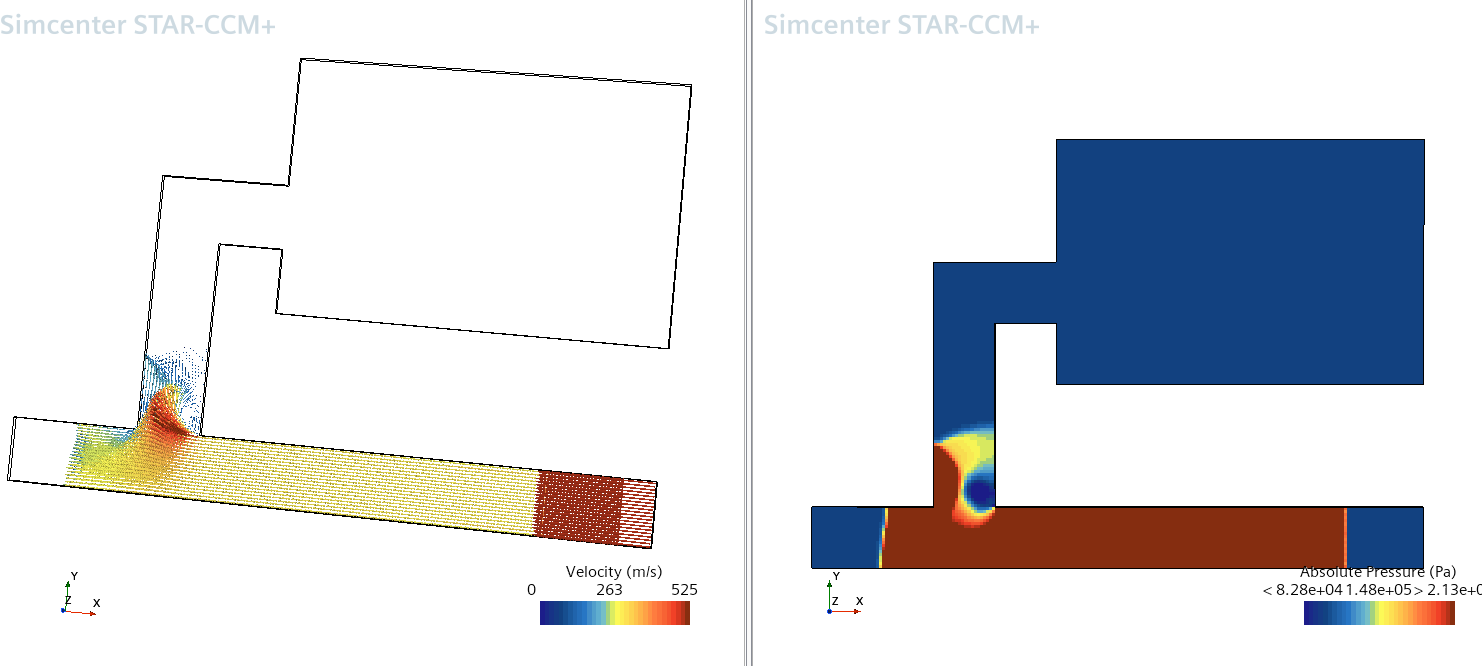 Simcenter STAR-CCM+
Y
Z
X
Velocity (m/s)
0 263 525
Simcenter STAR-CCM+
Y
Z
X
Absolute Pressure (Pa)
< 8.28e+04 1.48e+05 > 2.13e+0